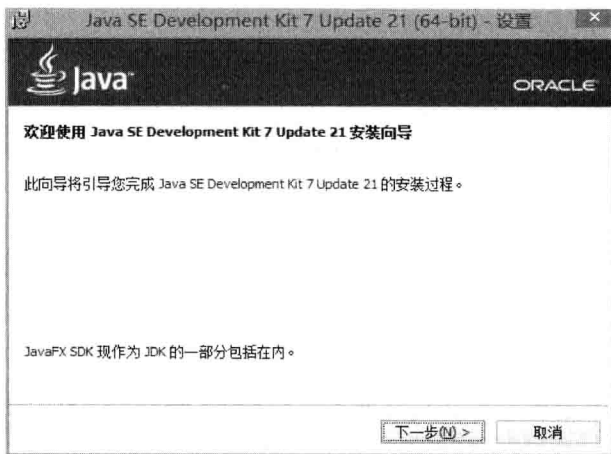 Java SE Development Kit 7 Update 21 (64-bit) - 设置
Java
ORACLE
欢迎使用 Java SE Development Kit 7 Update 21 安装向导
此向导将引导您完成 Java SE Development Kit 7 Update 21 的安装过程。
JavaFX SDK 现作为 JDK 的一部分包括在内。
下一步(N) > 取消